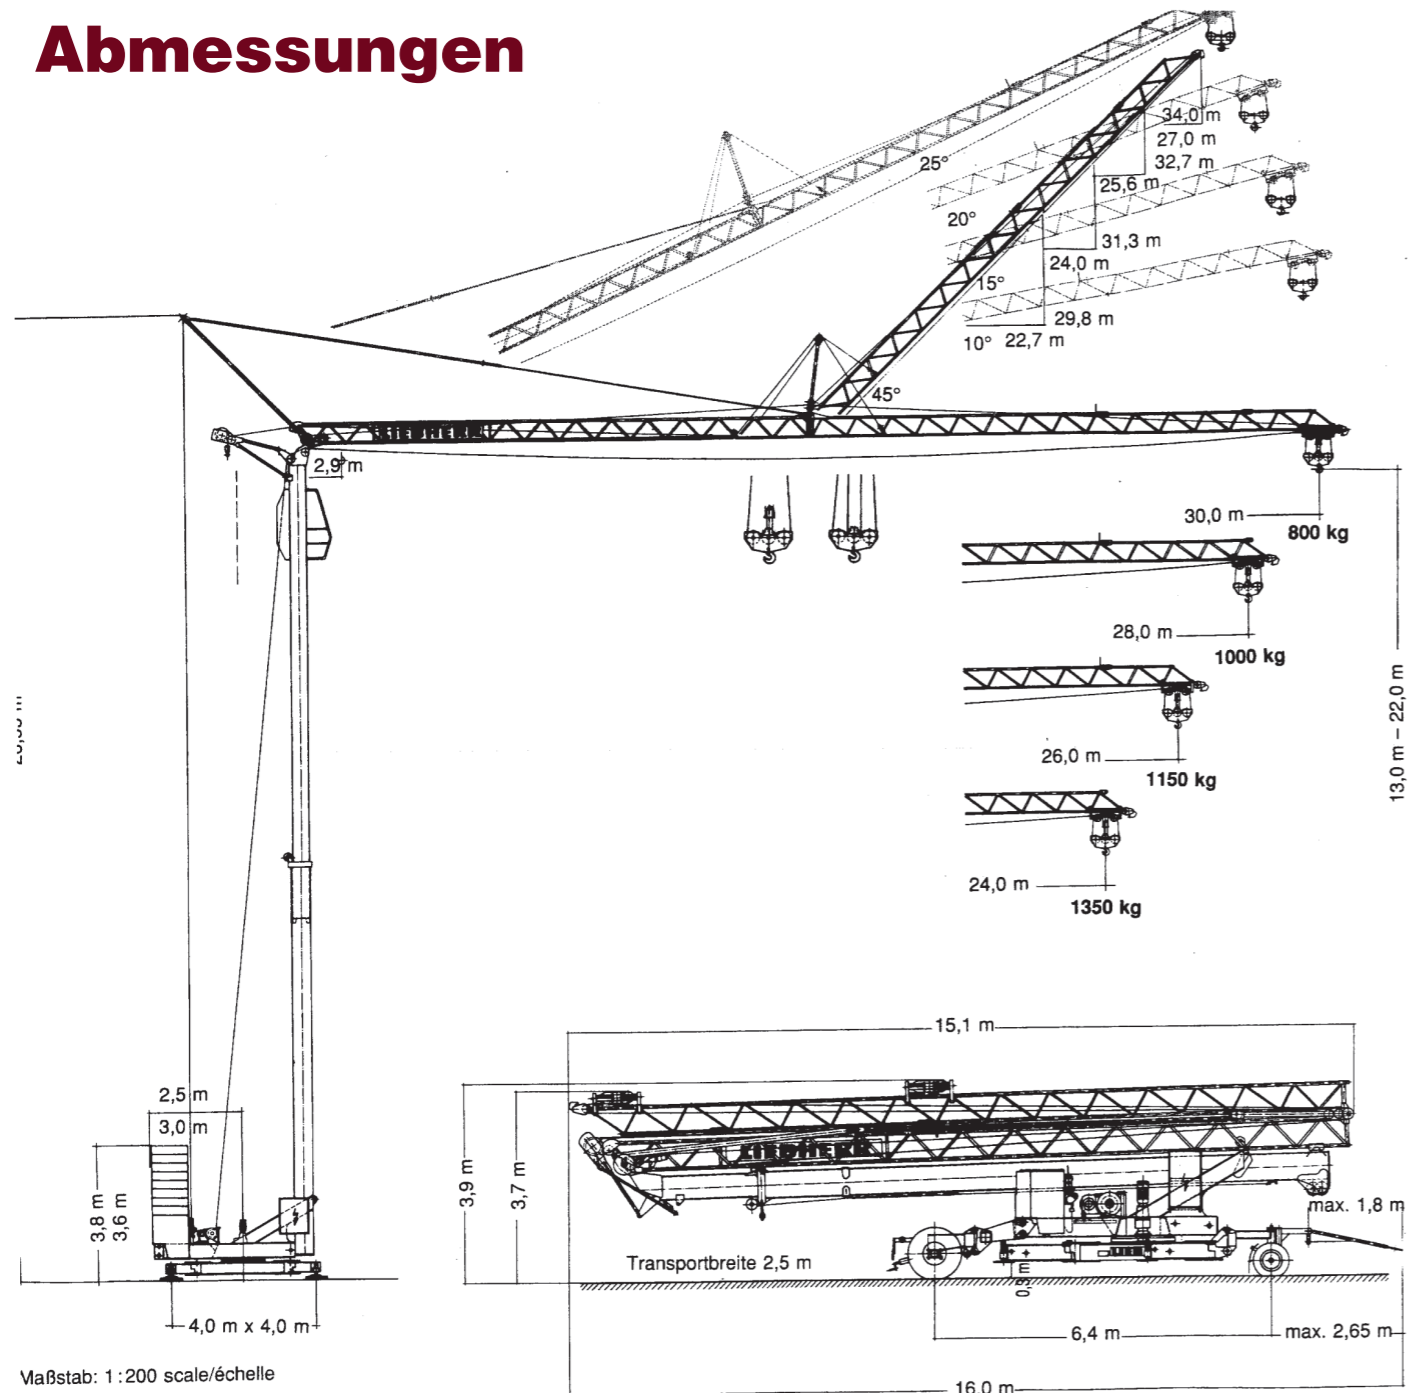 Abmessungen
34,0 m
27,0 m
32,7 m
25°
25,6 m
20°
31,3 m
24,0 m
15°
29,8 m
22,7 m
10°
45°
LIEBHERR
2,9 m
30,0 m
800 kg
28,0 m
1000 kg
13,0 m – 22,0 m
26,0 m
1150 kg
24,0 m
1350 kg
15,1 m
2,5 m
3,0 m
LIEBHERR
3,9 m
3,7 m
3,8 m
3,6 m
max. 1,8 m
Transportbreite 2,5 m
0,3 m
4,0 m x 4,0 m
6,4 m
max. 2,65 m
Maßstab: 1:200 scale/échelle
16,0 m